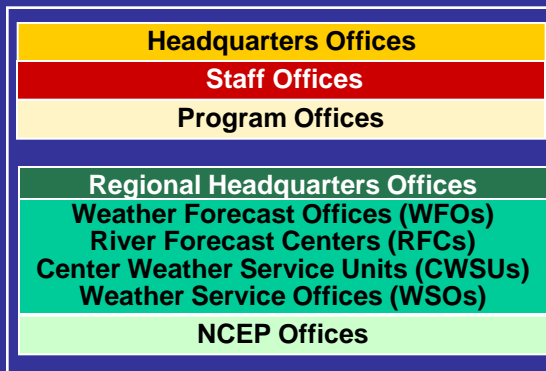 Headquarters Offices
Staff Offices
Program Offices
Regional Headquarters Offices
Weather Forecast Offices (WFOs)
River Forecast Centers (RFCs)
Center Weather Service Units (CWSUs)
Weather Service Offices (WSOs)
NCEP Offices